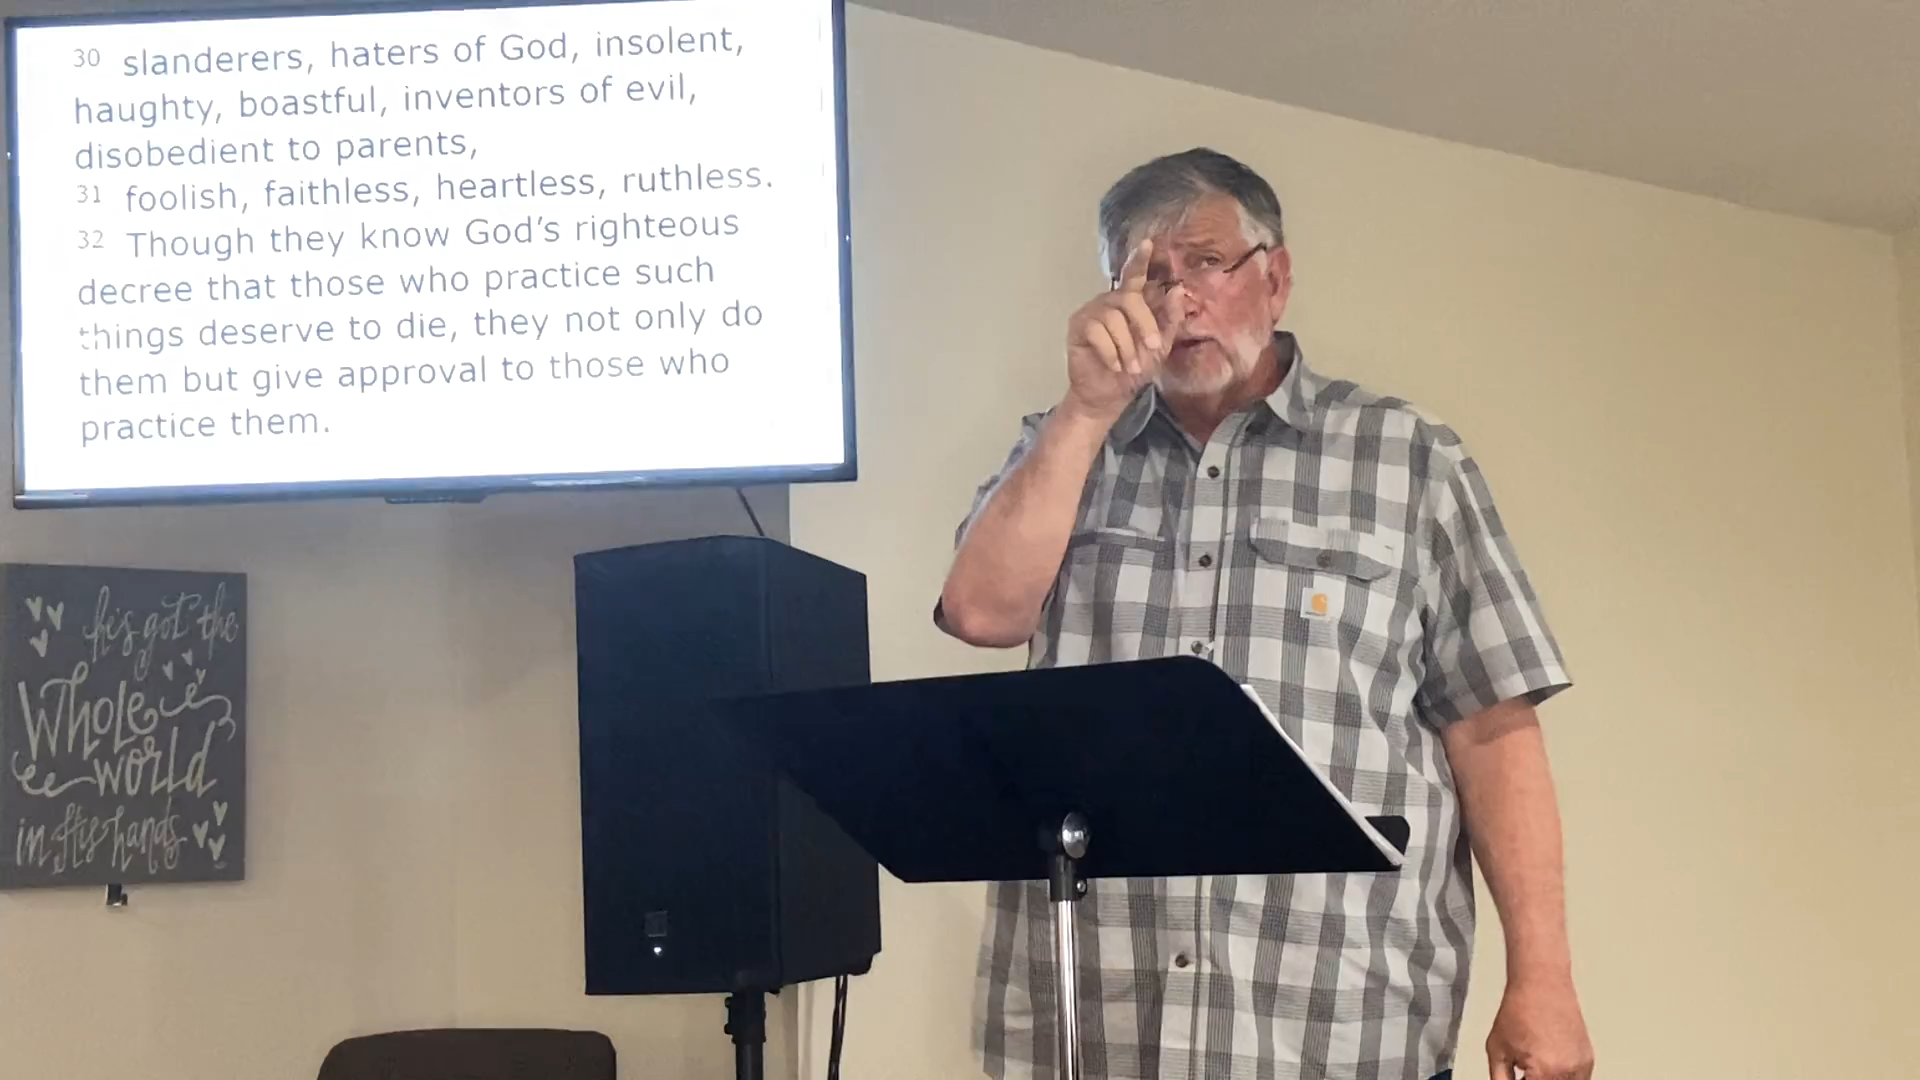 30 slanderers, haters of God, insolent,
haughty, boastful, inventors of evil,
disobedient to parents,
31 foolish, faithless, heartless, ruthless.
32 Though they know God’s righteous
decree that those who practice such
things deserve to die, they not only do
them but give approval to those who
practice them.
he's got the
Whole
world
in His hands